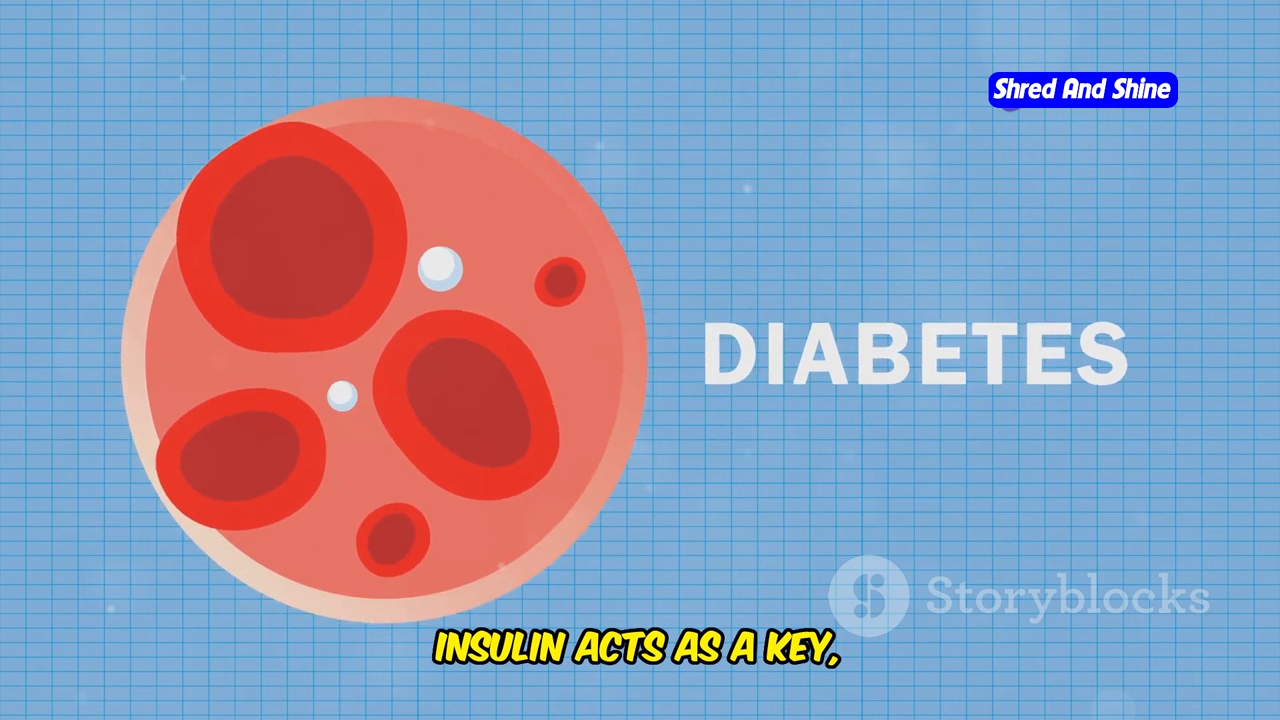 Shred And Shine
DIABETES
Storyblocks
INSULIN ACTS AS A KEY,